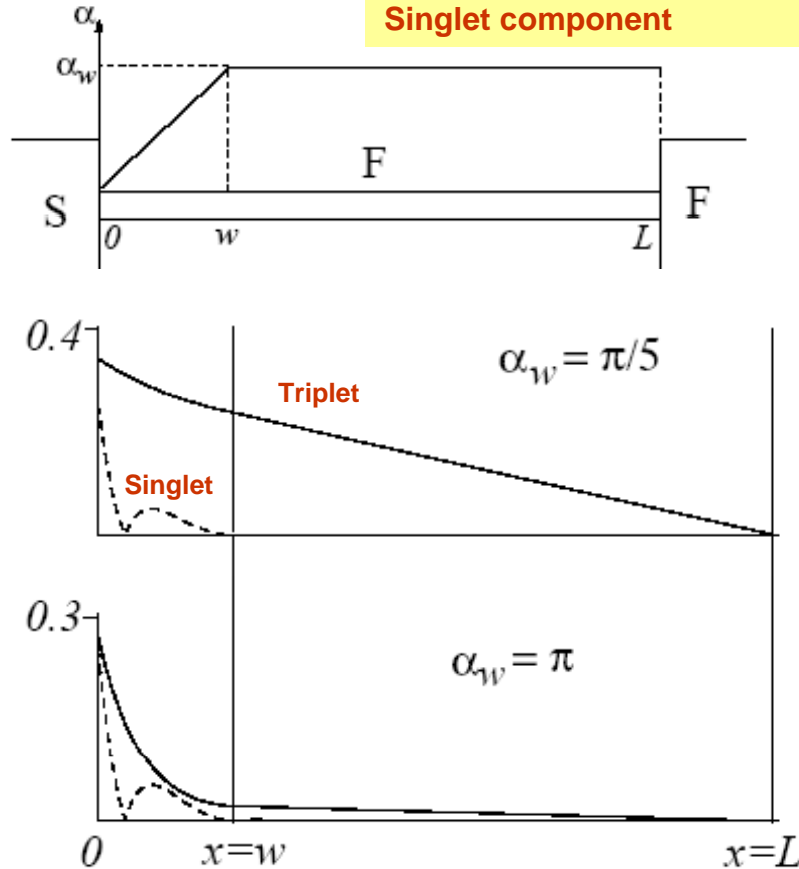 Singlet component
α
α_w
F
S
F
0
w
L
0.4
α_w = π/5
Triplet
Singlet
0.3
α_w = π
0
x=w
x=L